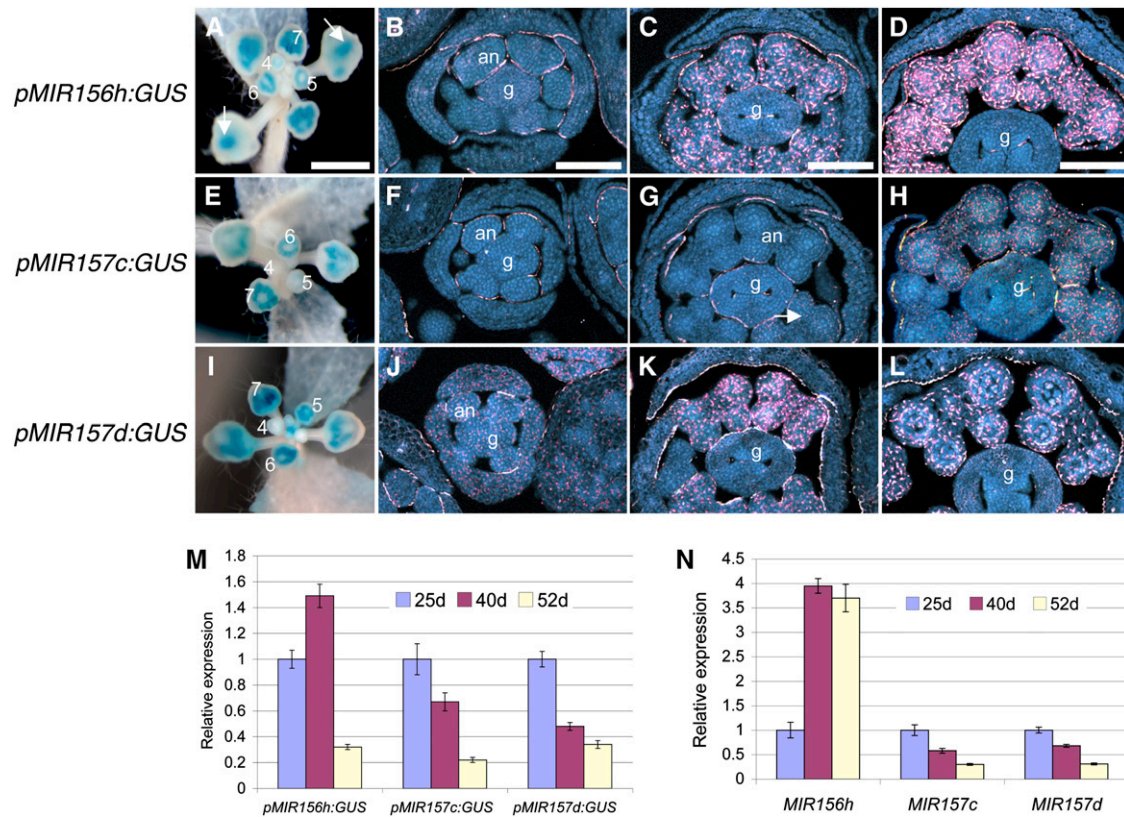 pMIR156h:GUS
A
7
4
5
6
B
an
g
C
g
D
g
pMIR157c:GUS
E
6
4
5
7
F
an
g
G
an
g
H
g
pMIR157d:GUS
I
7
5
4
6
J
an
g
K
g
L
g
M
Relative expression
1.8
1.6
1.4
1.2
1
0.8
0.6
0.4
0.2
0
25d 40d 52d
pMIR156h:GUS pMIR157c:GUS pMIR157d:GUS
N
Relative expression
4.5
4
3.5
3
2.5
2
1.5
1
0.5
0
25d 40d 52d
MIR156h MIR157c MIR157d